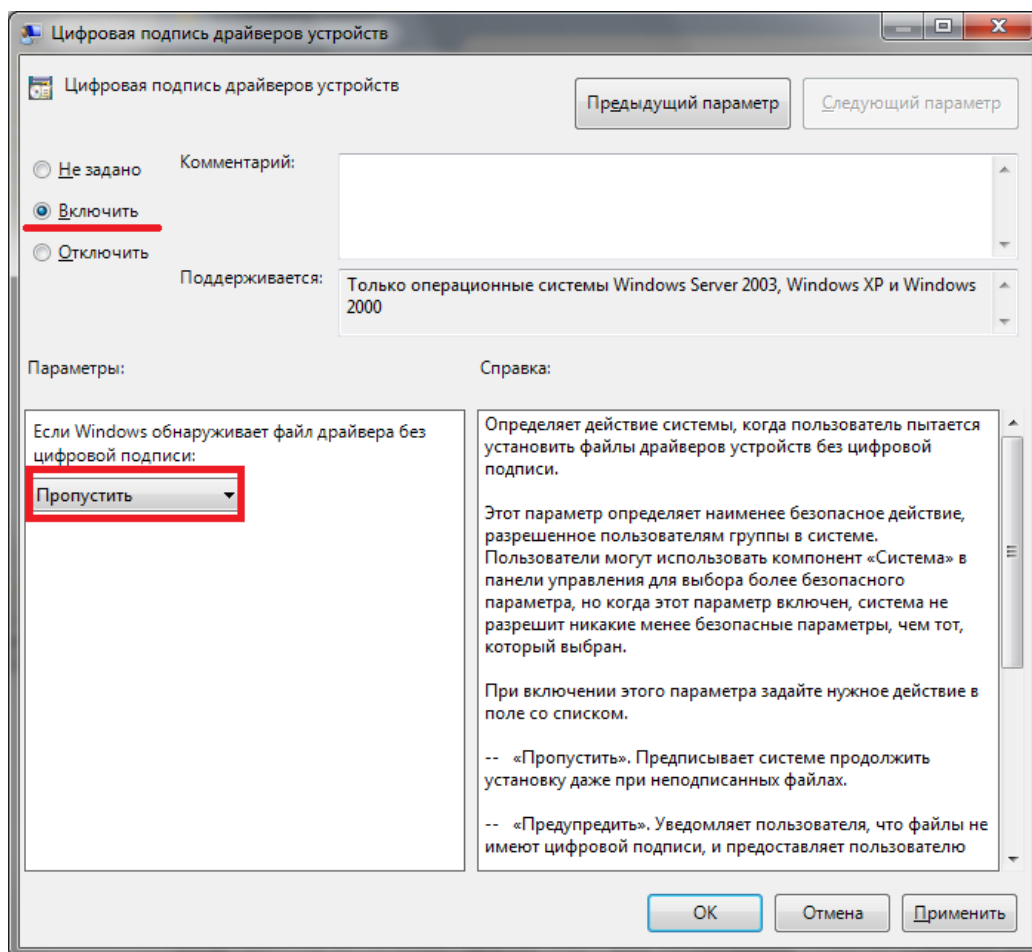 Цифровая подпись драйверов устройств
Цифровая подпись драйверов устройств
Предыдущий параметр
Следующий параметр
Не задано
Комментарий:
Включить
Отключить
Поддерживается:
Только операционные системы Windows Server 2003, Windows XP и Windows
2000
Параметры:
Справка:
Если Windows обнаруживает файл драйвера без
цифровой подписи:
Пропустить
Определяет действие системы, когда пользователь пытается
установить файлы драйверов устройств без цифровой
подписи.
Этот параметр определяет наименее безопасное действие,
разрешенное пользователям группы в системе.
Пользователи могут использовать компонент «Система» в
панели управления для выбора более безопасного
параметра, но когда этот параметр включен, система не
разрешит никакие менее безопасные параметры, чем тот,
который выбран.
При включении этого параметра задайте нужное действие в
поле со списком.
-- «Пропустить». Предписывает системе продолжить
установку даже при неподписанных файлах.
-- «Предупредить». Уведомляет пользователя, что файлы не
имеют цифровой подписи, и предоставляет пользователю
ОК
Отмена
Применить